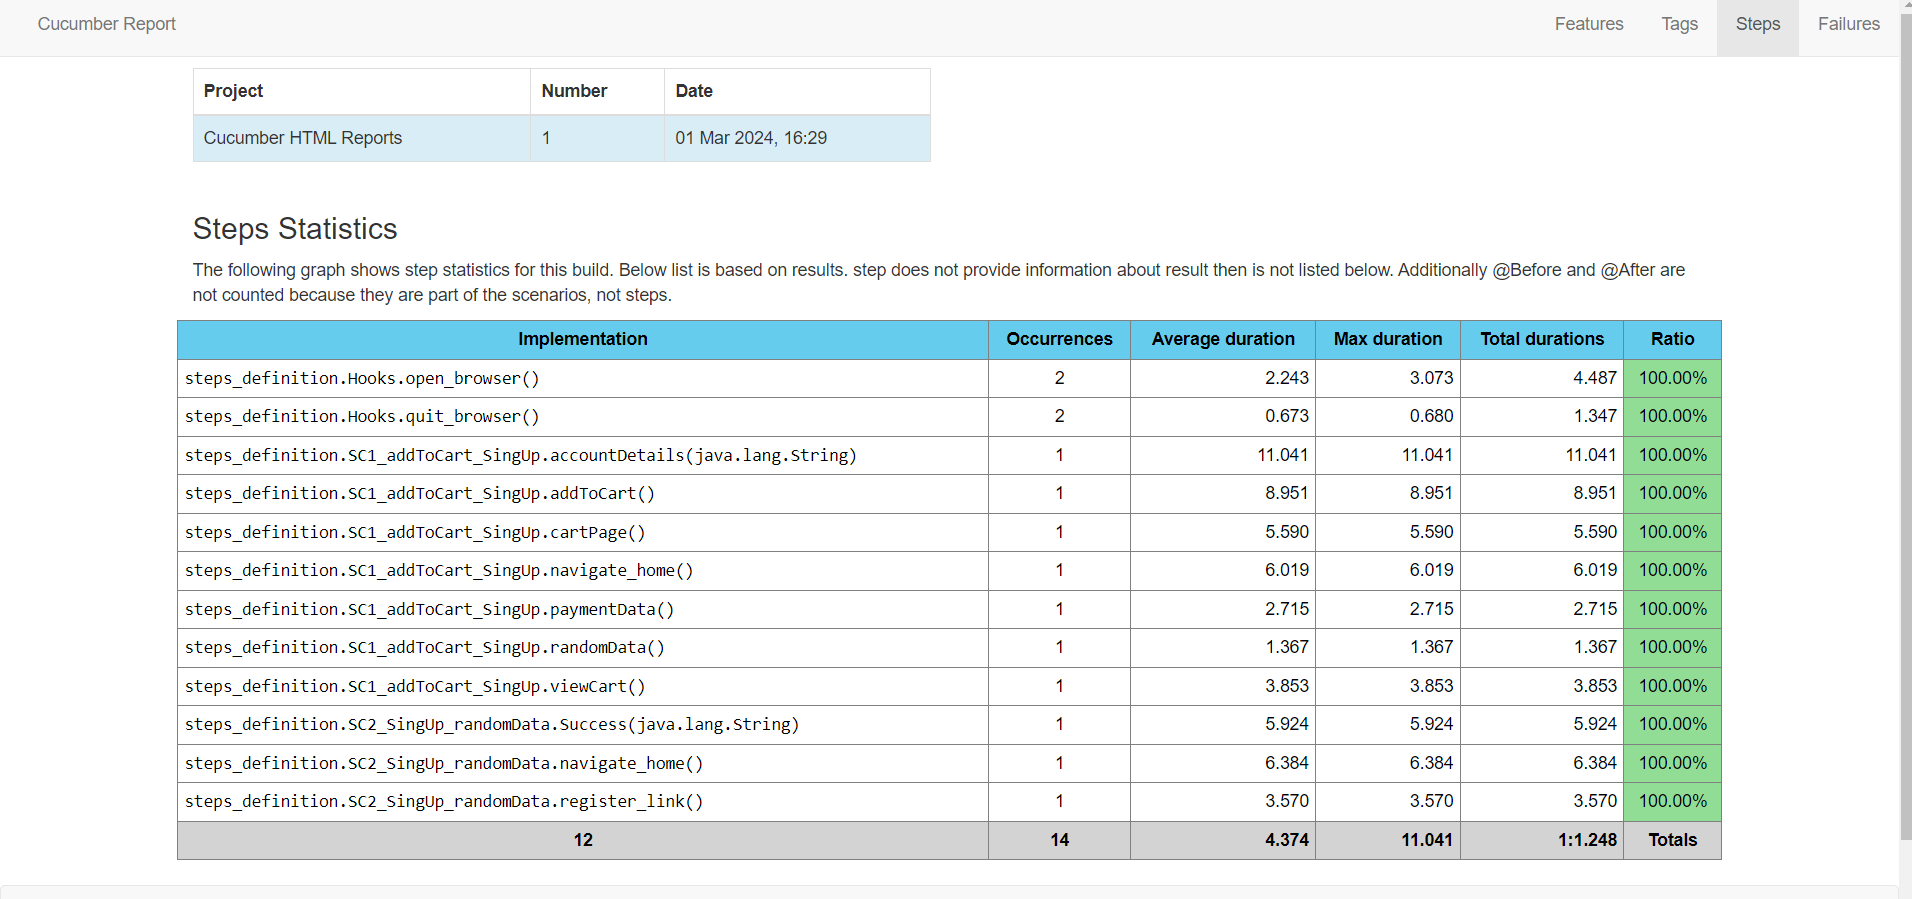 Cucumber Report Features Tags Steps Failures
Project Number Date
Cucumber HTML Reports 1 01 Mar 2024, 16:29
Steps Statistics
The following graph shows step statistics for this build. Below list is based on results. step does not provide information about result then is not listed below. Additionally @Before and @After are
not counted because they are part of the scenarios, not steps.
Implementation Occurrences Average duration Max duration Total durations Ratio
steps_definition.Hooks.open_browser() 2 2.243 3.073 4.487 100.00%
steps_definition.Hooks.quit_browser() 2 0.673 0.680 1.347 100.00%
steps_definition.SC1_addToCart_SingUp.accountDetails(java.lang.String) 1 11.041 11.041 11.041 100.00%
steps_definition.SC1_addToCart_SingUp.addToCart() 1 8.951 8.951 8.951 100.00%
steps_definition.SC1_addToCart_SingUp.cartPage() 1 5.590 5.590 5.590 100.00%
steps_definition.SC1_addToCart_SingUp.navigate_home() 1 6.019 6.019 6.019 100.00%
steps_definition.SC1_addToCart_SingUp.paymentData() 1 2.715 2.715 2.715 100.00%
steps_definition.SC1_addToCart_SingUp.randomData() 1 1.367 1.367 1.367 100.00%
steps_definition.SC1_addToCart_SingUp.viewCart() 1 3.853 3.853 3.853 100.00%
steps_definition.SC2_SingUp_randomData.Success(java.lang.String) 1 5.924 5.924 5.924 100.00%
steps_definition.SC2_SingUp_randomData.navigate_home() 1 6.384 6.384 6.384 100.00%
steps_definition.SC2_SingUp_randomData.register_link() 1 3.570 3.570 3.570 100.00%
12 14 4.374 11.041 1:1.248 Totals